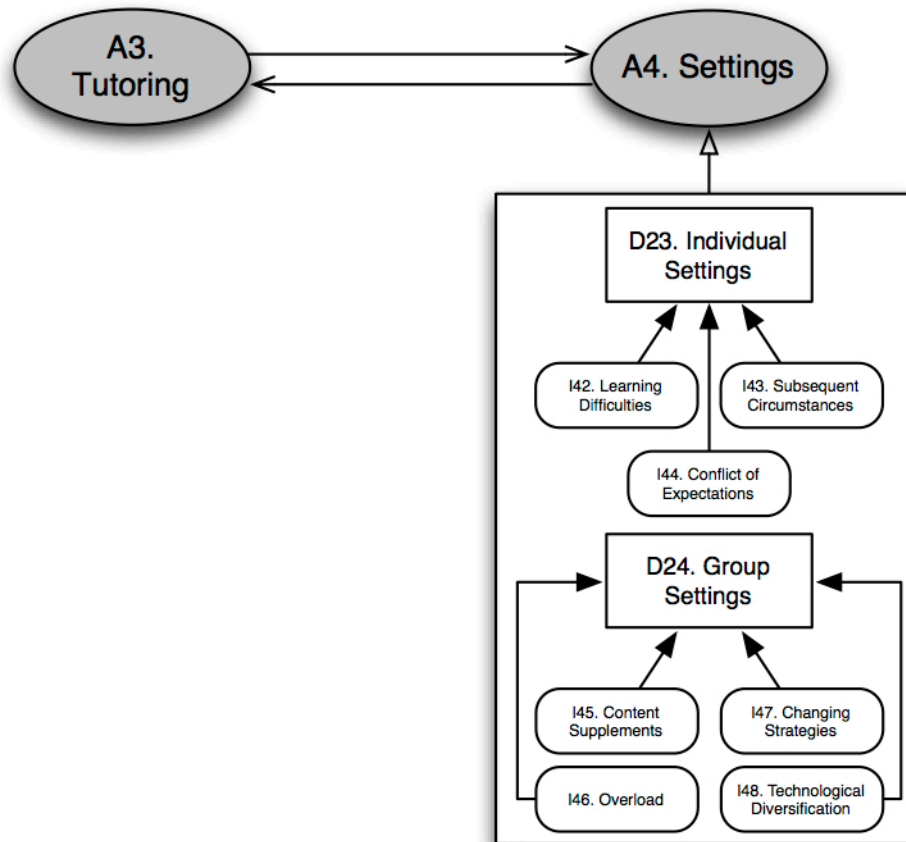 A3.
Tutoring
A4. Settings
D23. Individual
Settings
I42. Learning
Difficulties
I43. Subsequent
Circumstances
I44. Conflict of
Expectations
D24. Group
Settings
I45. Content
Supplements
I47. Changing
Strategies
I46. Overload
I48. Technological
Diversification